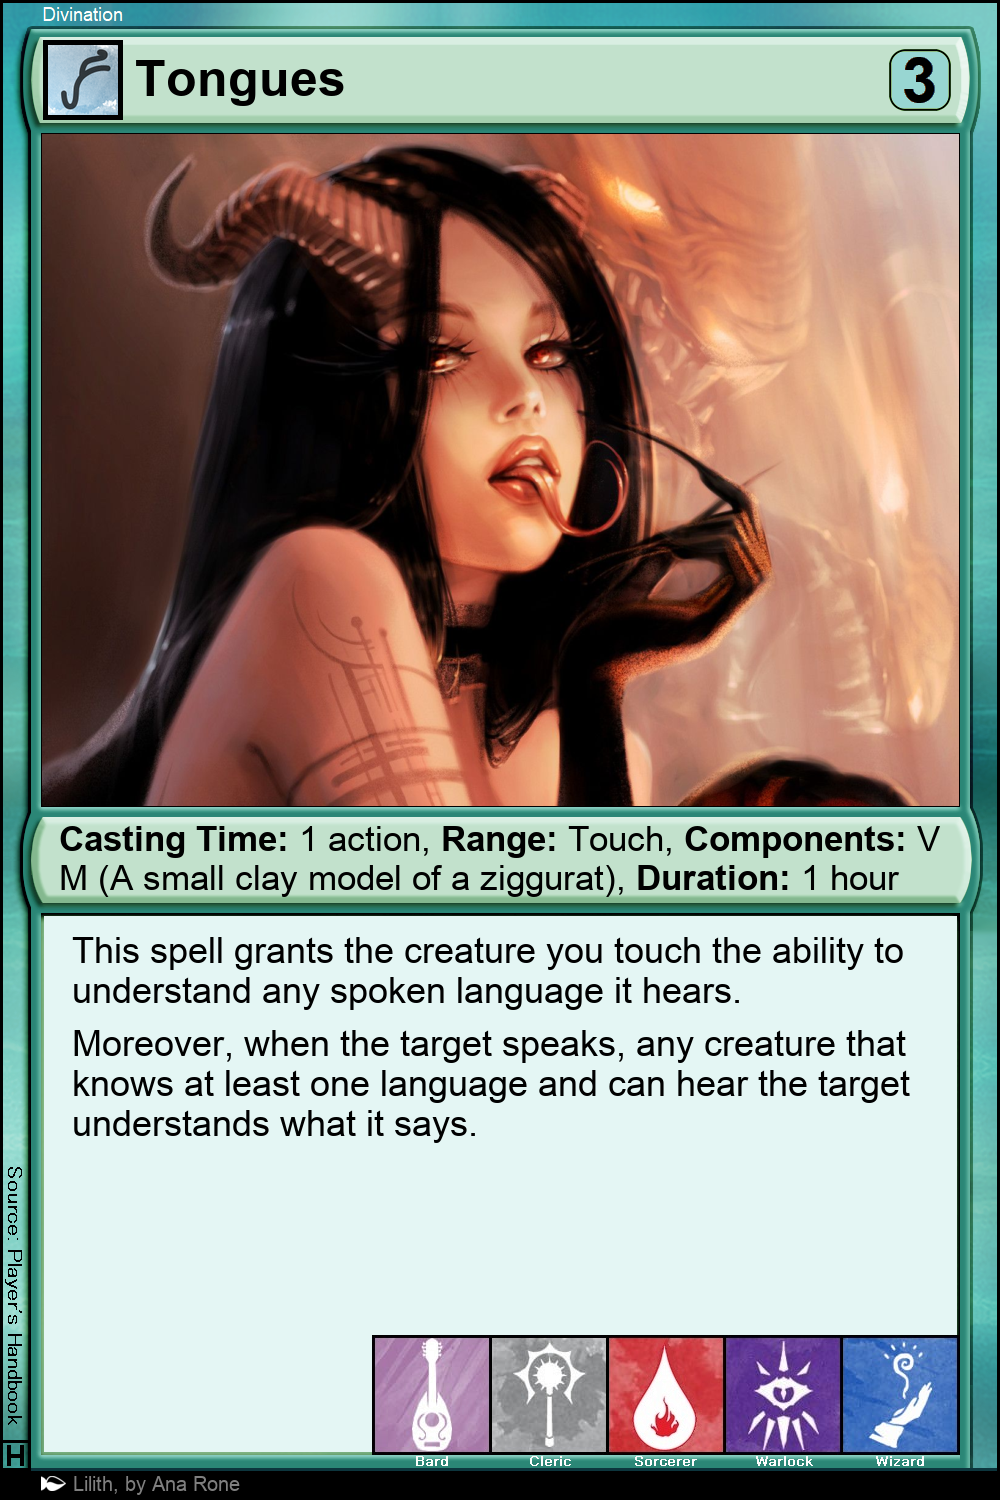 Divination
Tongues
3
Casting Time: 1 action, Range: Touch, Components: V
M (A small clay model of a ziggurat), Duration: 1 hour
This spell grants the creature you touch the ability to
understand any spoken language it hears.
Moreover, when the target speaks, any creature that
knows at least one language and can hear the target
understands what it says.
Source: Player's Handbook
H
Bard
Cleric
Sorcerer
Warlock
Wizard
Lilith, by Ana Rone